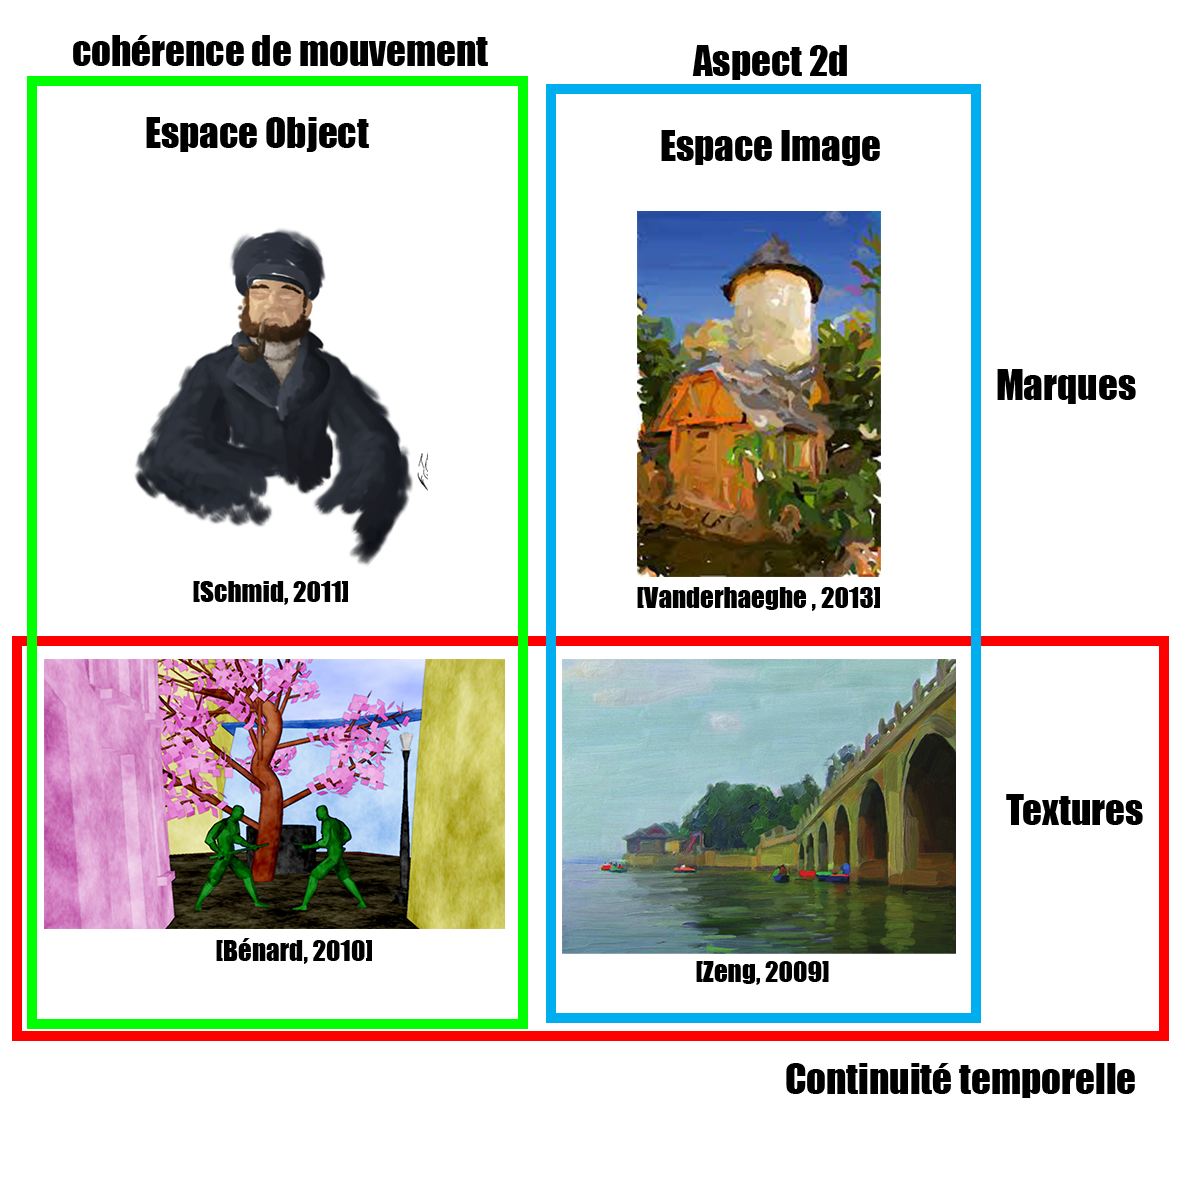 cohérence de mouvement
Aspect 2d
Espace Object
Espace Image
Marques
[Schmid, 2011]
[Vanderhaeghe , 2013]
Textures
[Bénard, 2010]
[Zeng, 2009]
Continuité temporelle